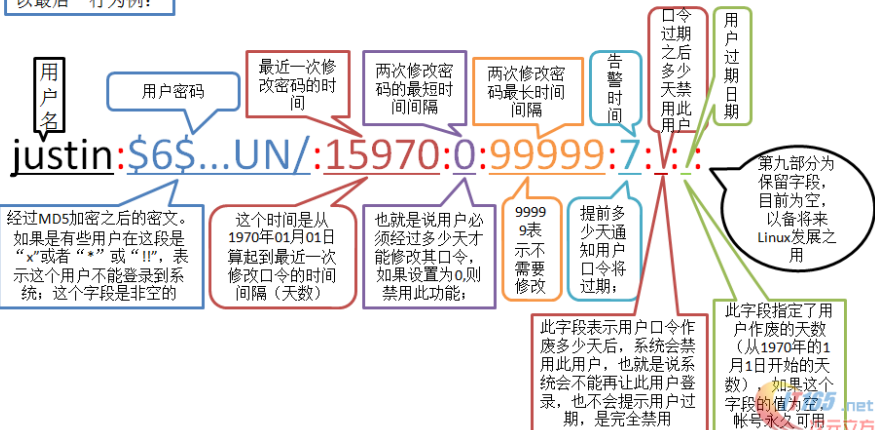 以最后一行为例：
用
户
名
用户密码
最近一次修
改密码的时
间
两次修改密
码的最短时
间间隔
两次修改密
码最长时间
间隔
告
警
时
间
口令
过期
之后
多少
天禁
用此
用户
用
户
过
期
日
期
justin:$6$...UN/:15970:0:99999:7:::
经过MD5加密之后的密文。
如果是有些用户在这段是
“x”或者“*”或“!!”，表
示这个用户不能登录到系
统；这个字段是非空的
这个时间是从
1970年01月01日
算起到最近一次
修改口令的时间
间隔（天数）
也就是说用户必
须经过多少天才
能修改其口令，
如果设置为0,则
禁用此功能；
9999
9表
示不
需要
修改
提前多
少天通
知用户
口令将
过期；
第九部分为
保留字段，
目前为空，
以备将来
Linux发展之
用
此字段表示用户口令作
废多少天后，系统会禁
用此用户，也就是说系
统会不能再让此用户登
录，也不会提示用户过
期，是完全禁用
此字段指定了用
户作废的天数
（从1970年的1
月1日开始的天
数），如果这个
字段的值为空，
帐号永久可用
IT165.net